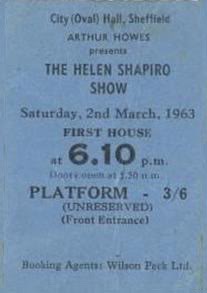 City (Oval) Hall, Sheffield
ARTHUR HOWES
presents
THE HELEN SHAPIRO
SHOW
Saturday, 2nd March, 1963
FIRST HOUSE
at 6.10 p.m.
Doors open at 5.50 p.m.
PLATFORM - 3/6
(UNRESERVED)
(Front Entrance)
Booking Agents: Wilson Peck Ltd.